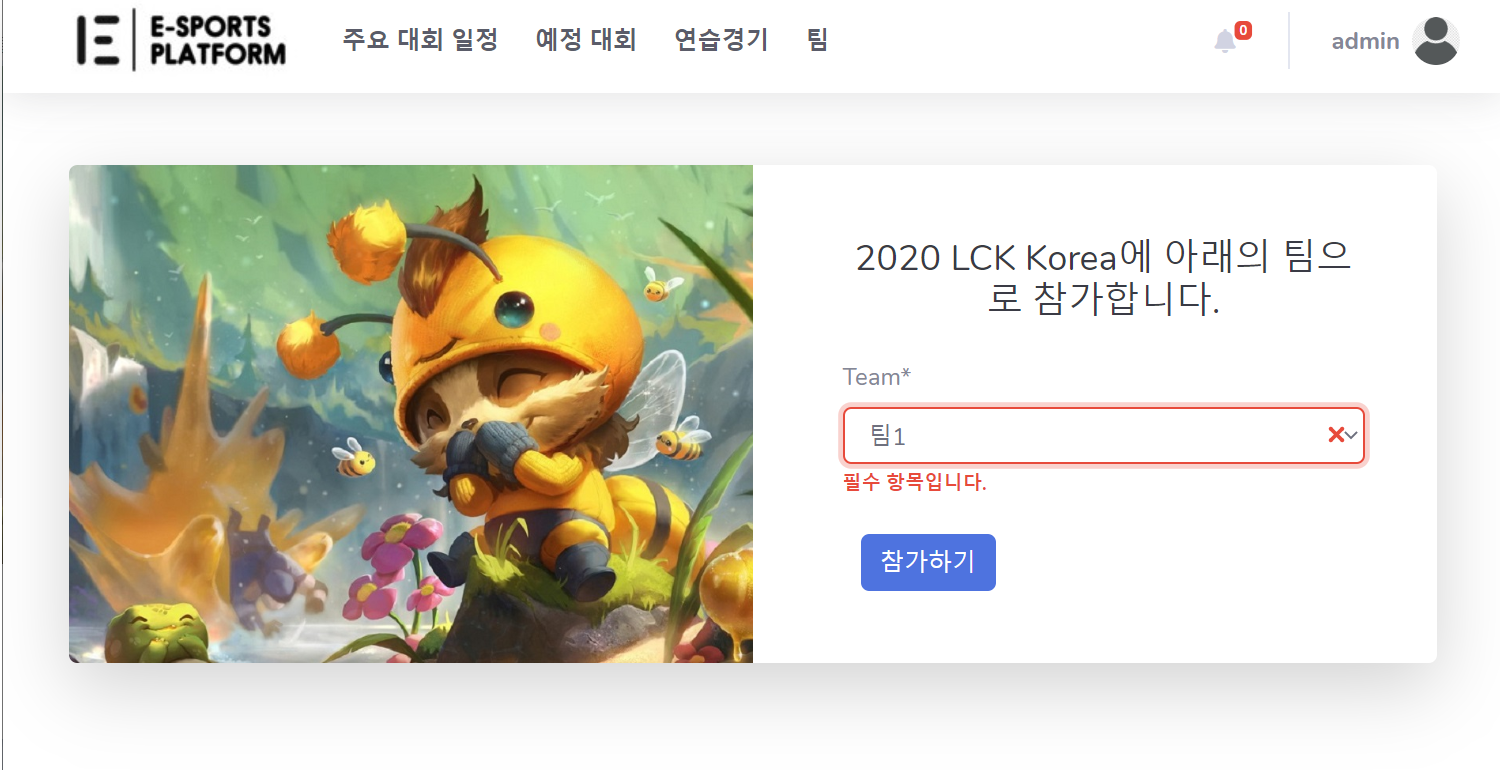 E-SPORTS
PLATFORM
주요 대회 일정
예정 대회
연습경기
팀
0
admin
2020 LCK Korea에 아래의 팀으
로 참가합니다.
Team*
팀1
필수 항목입니다.
참가하기